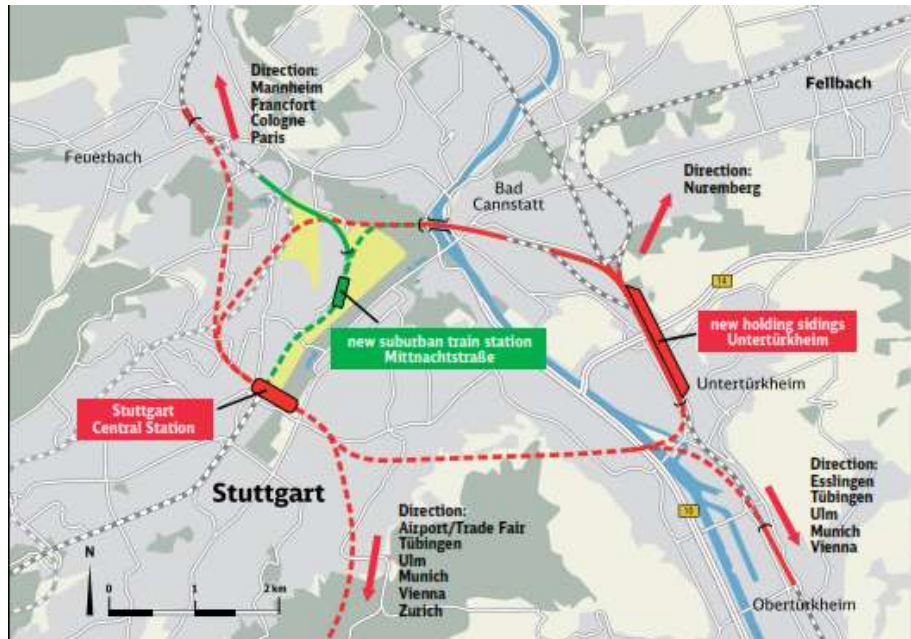 Direction:
Mannheim
Francfort
Cologne
Paris
Fellbach
Feuerbach
Direction:
Nuremberg
Bad
Cannstatt
14
new suburban train station
Mittnachtstraße
new holding sidings
Untertürkheim
Untertürkheim
Stuttgart
Central Station
Stuttgart
Direction:
Esslingen
Tübingen
Ulm
Munich
Vienna
10
Direction:
Airport/Trade Fair
Tübingen
Ulm
Munich
Vienna
Zurich
N
0 1 2 km
Obertürkheim